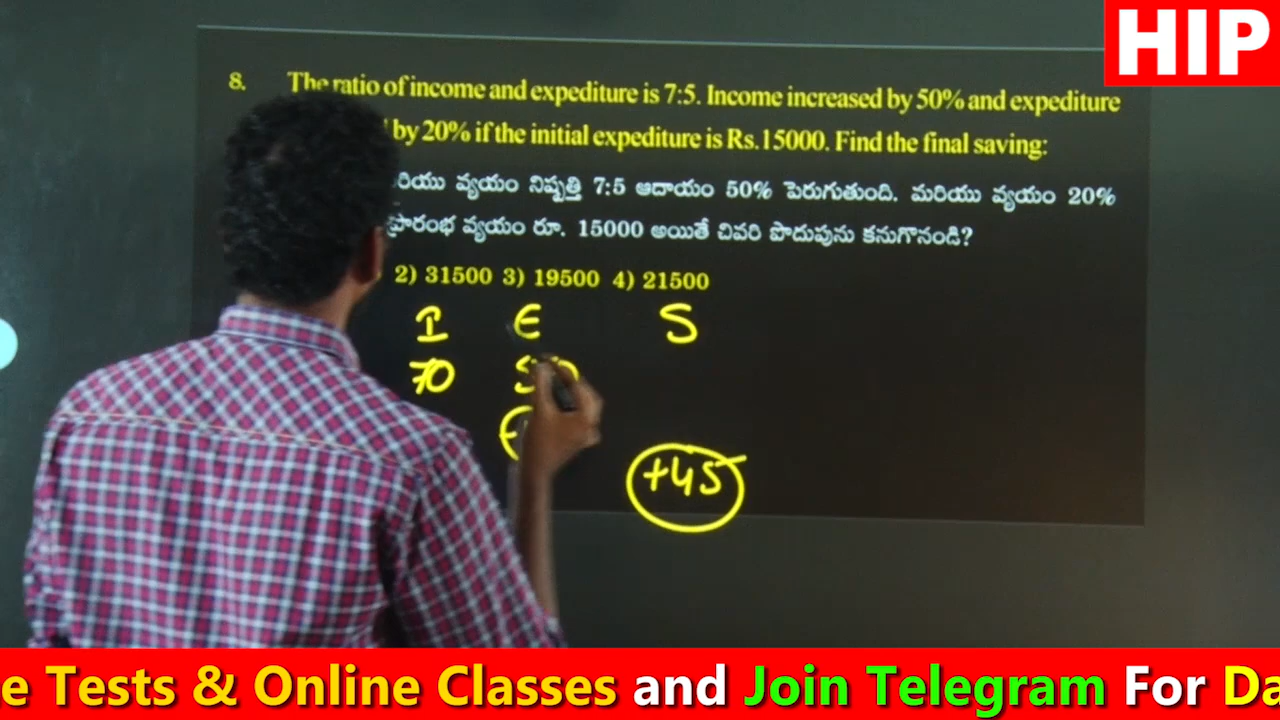 HIP
8. The ratio of income and expediture is 7:5. Income increased by 50% and expediture
by 20% if the initial expediture is Rs.15000. Find the final saving:
వ్యయం నిష్పత్తి 7:5 ఆదాయం 50% పెరుగుతుంది. మరియు వ్యయం 20%
ప్రారంభ వ్యయం రూ. 15000 అయితే చివరి పొదుపును కనుగొనండి?
2) 31500 3) 19500 4) 21500
I E S
70
+45
e Tests & Online Classes and Join Telegram For Da